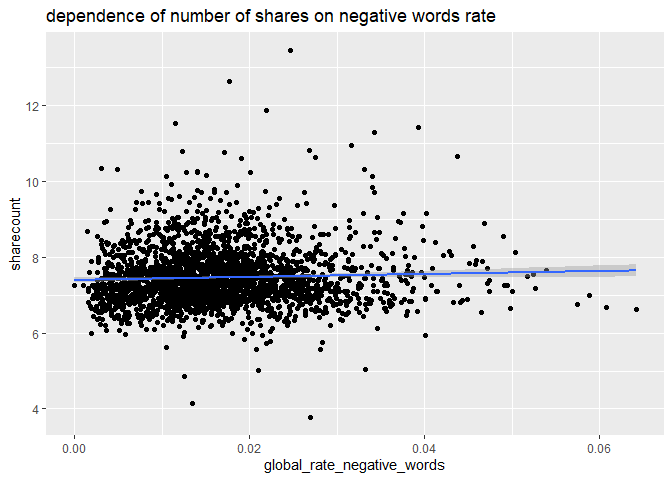 dependence of number of shares on negative words rate
sharecount
12
10
8
6
4
0.00 0.02 0.04 0.06
global_rate_negative_words